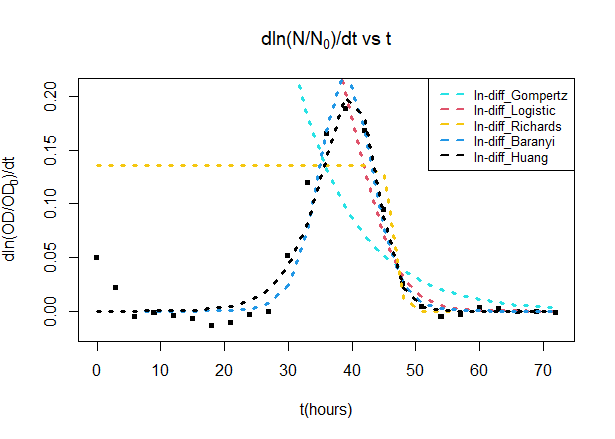 dln(N/N₀)/dt vs t
dln(OD/OD₀)/dt
0.20
0.15
0.10
0.05
0.00
ln-diff_Gompertz
ln-diff_Logistic
ln-diff_Richards
ln-diff_Baranyi
ln-diff_Huang
0 10 20 30 40 50 60 70
t(hours)